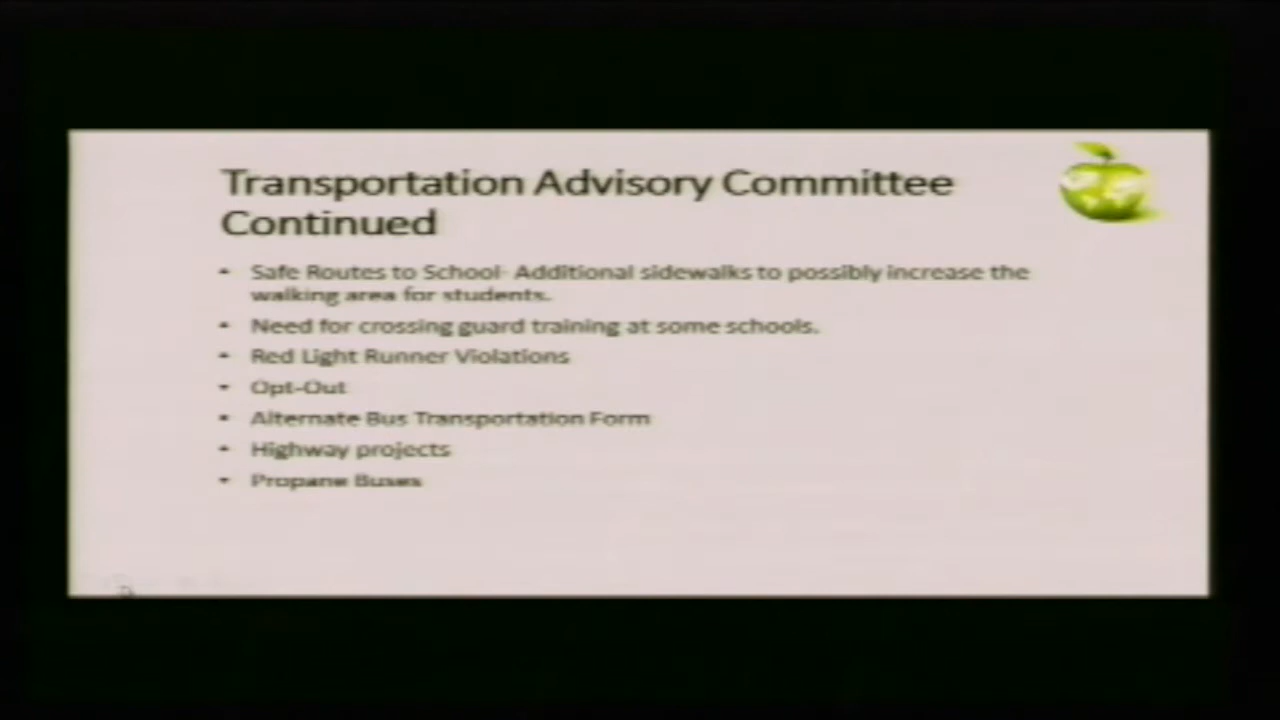 Transportation Advisory Committee
Continued
• Safe Routes to School- Additional sidewalks to possibly increase the
walking area for students.
• Need for crossing guard training at some schools.
• Red Light Runner Violations
• Opt-Out
• Alternate Bus Transportation Form
• Highway projects
• Propane Buses